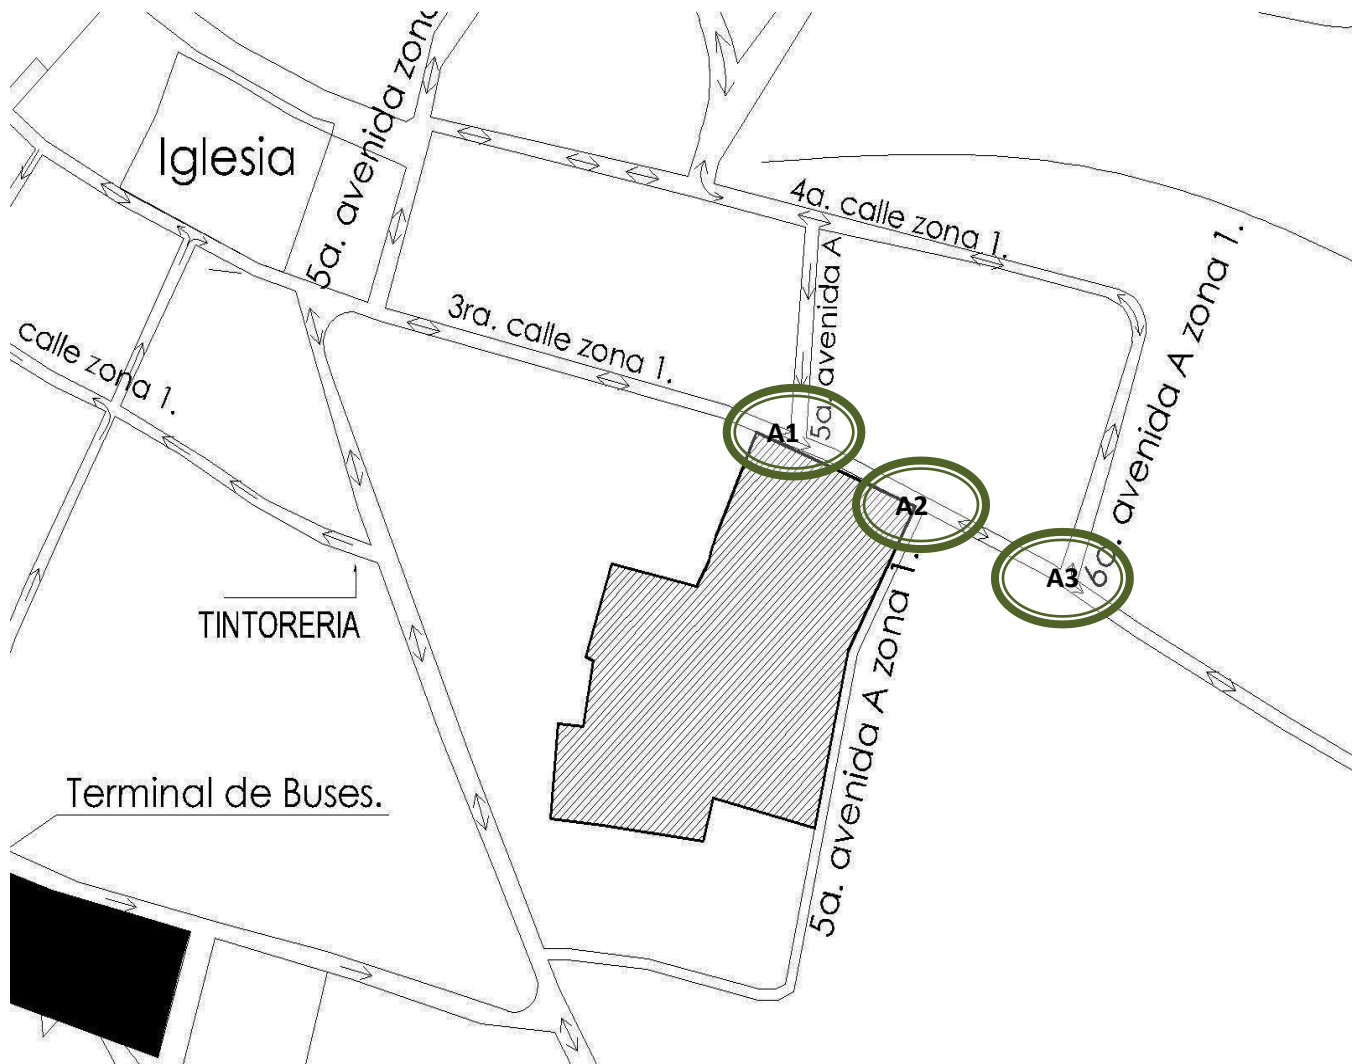 5a. avenida zona
Iglesia
4a. calle zona 1.
5a. avenida A
6a. avenida A zona 1.
3ra. calle zona 1.
calle zona 1.
A1
A2
A3
TINTORERIA
5a. avenida A zona 1.
Terminal de Buses.